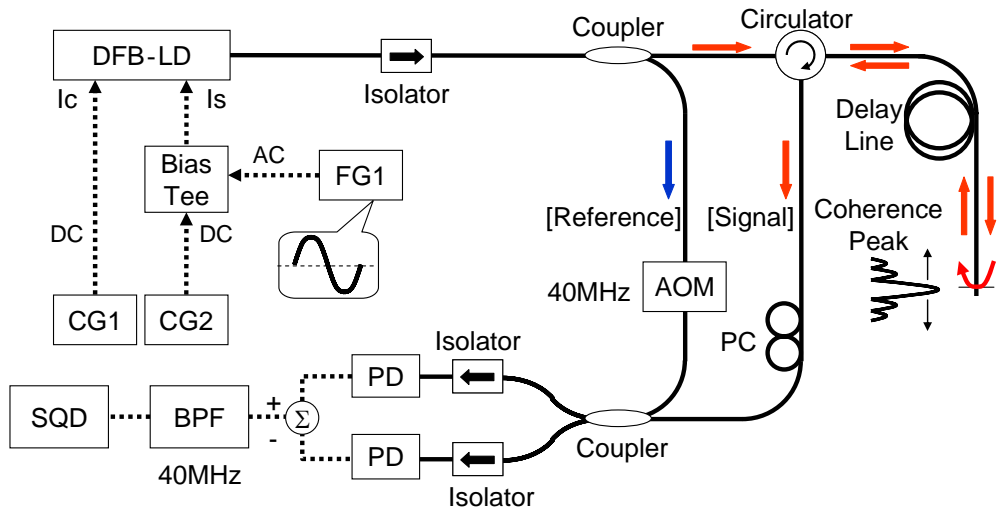 Coupler
Circulator
DFB-LD
Isolator
Ic
Is
Delay
Line
Bias
Tee
AC
FG1
[Reference]
[Signal]
Coherence
Peak
DC
DC
40MHz
AOM
CG1
CG2
Isolator
PC
PD
SQD
BPF
+
Σ
-
PD
Coupler
40MHz
Isolator